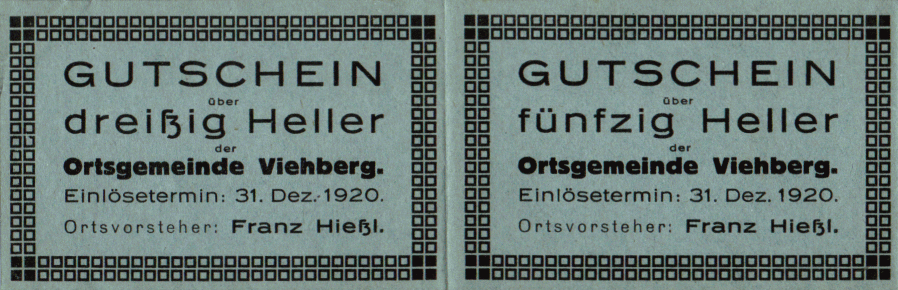 GUTSCHEIN
über
dreißig Heller
der
Ortsgemeinde Viehberg.
Einlösetermin: 31. Dez. 1920.
Ortsvorsteher: Franz Hießl.
GUTSCHEIN
über
fünfzig Heller
der
Ortsgemeinde Viehberg.
Einlösetermin: 31. Dez. 1920.
Ortsvorsteher: Franz Hießl.